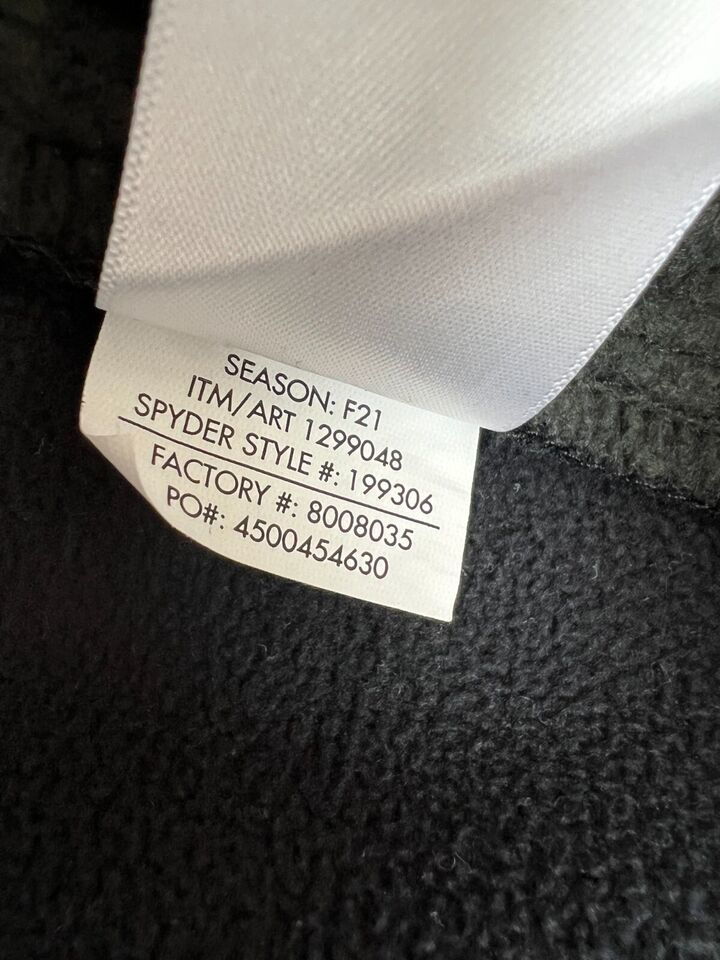 SEASON: F21
ITM/ART 1299048
SPYDER STYLE #: 199306
FACTORY #: 8008035
PO#: 4500454630